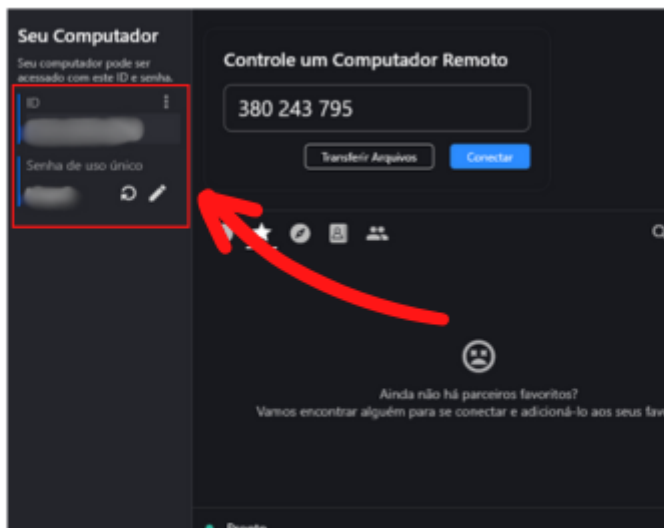 Seu Computador
Seu computador pode ser
acessado com este ID e senha.
ID
Senha de uso único
Controle um Computador Remoto
380 243 795
Transferir Arquivos
Conectar
Ainda não há parceiros favoritos?
Vamos encontrar alguém para se conectar e adicioná-lo aos seus fav
Pronto